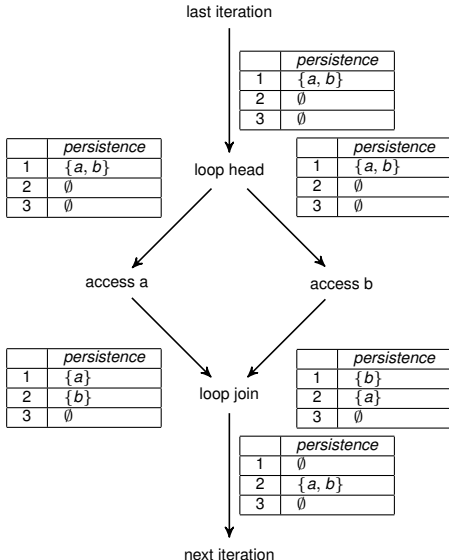 last iteration
persistence
1 {a, b}
2 ∅
3 ∅
persistence
1 {a, b}
2 ∅
3 ∅
loop head
persistence
1 {a, b}
2 ∅
3 ∅
access a
access b
persistence
1 {a}
2 {b}
3 ∅
loop join
persistence
1 {b}
2 {a}
3 ∅
persistence
1 ∅
2 {a, b}
3 ∅
next iteration